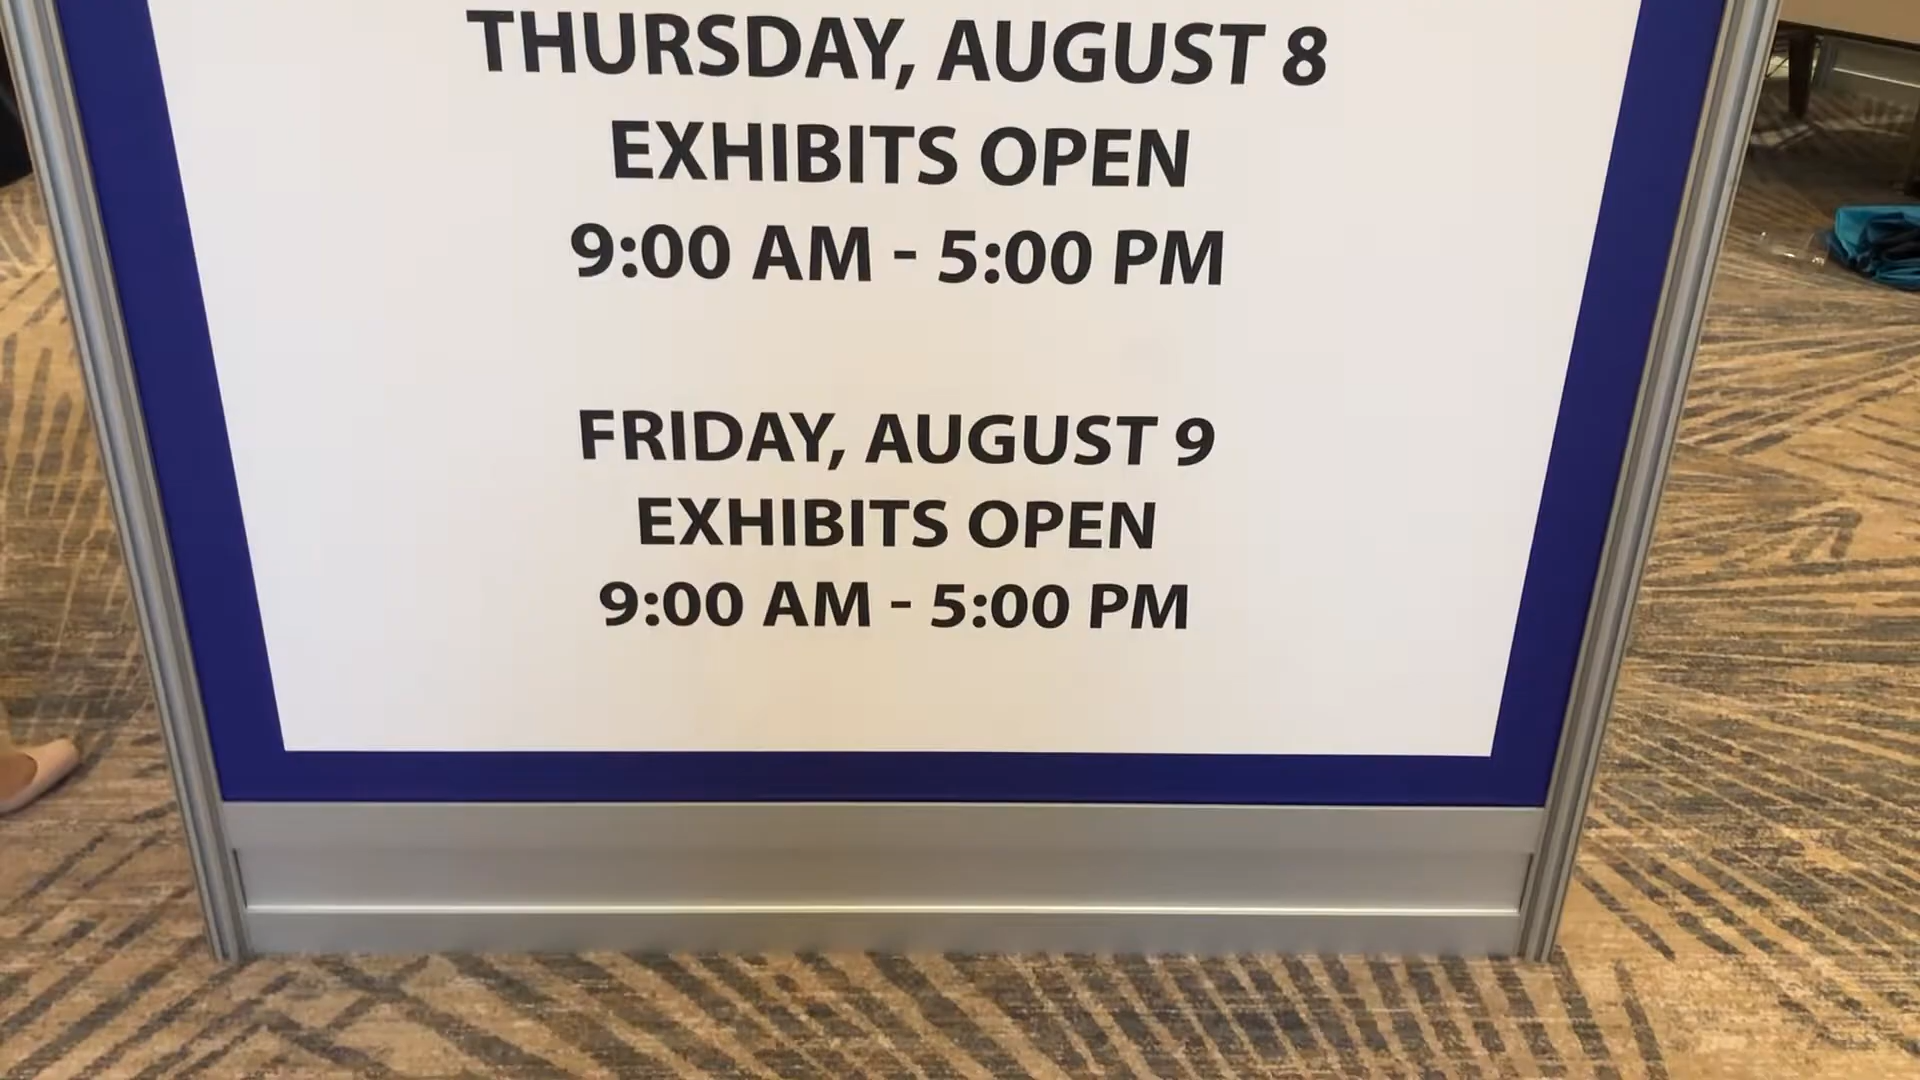 THURSDAY, AUGUST 8
EXHIBITS OPEN
9:00 AM - 5:00 PM
FRIDAY, AUGUST 9
EXHIBITS OPEN
9:00 AM - 5:00 PM